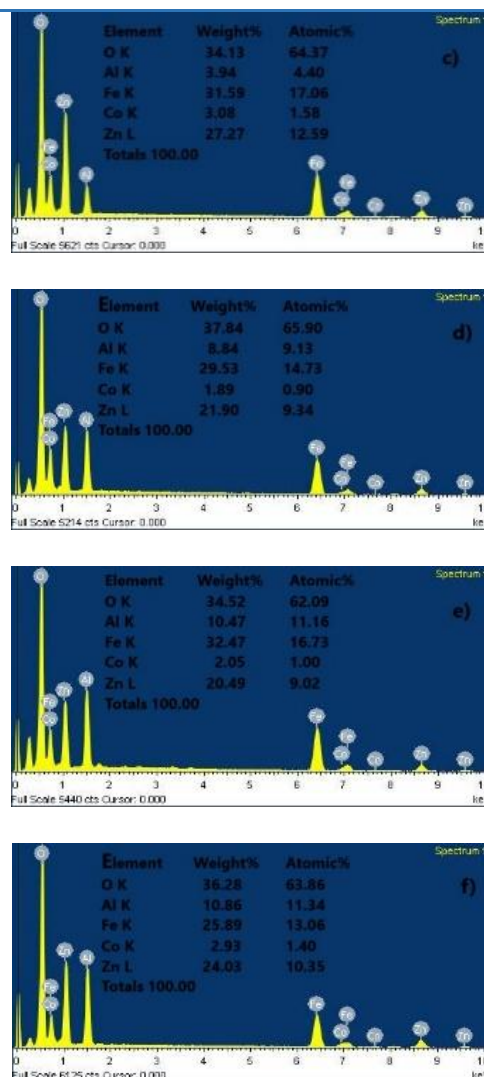 Element Weight% Atomic%
Spectrum
O K 34.13 64.37
c)
Al K 3.94 4.40
Fe K 31.59 17.06
Co K 3.08 1.58
Zn L 27.27 12.59
Totals 100.00
O
Zn
Fe
Co
Al
Fe
Fe
Co
Co
Zn
Zn
0 1 2 3 4 5 6 7 8 9 1
Full Scale 5621 cts Cursor: 0.000 ke
Element Weight% Atomic%
Spectrum
O K 37.84 65.90
d)
Al K 8.84 9.13
Fe K 29.53 14.73
Co K 1.89 0.90
Zn L 21.90 9.34
Totals 100.00
O
Zn
Al
Fe
Co
Fe
Fe
Co
Co
Zn
Zn
0 1 2 3 4 5 6 7 8 9 1
Full Scale 5214 cts Cursor: 0.000 ke
Element Weight% Atomic%
Spectrum
O K 34.52 62.09
e)
Al K 10.47 11.16
Fe K 32.47 16.73
Co K 2.05 1.00
Zn L 20.49 9.02
Totals 100.00
O
Zn
Al
Fe
Co
Fe
Fe
Co
Co
Zn
Zn
0 1 2 3 4 5 6 7 8 9 1
Full Scale 5440 cts Cursor: 0.000 ke
Element Weight% Atomic%
Spectrum
O K 36.28 63.86
f)
Al K 10.86 11.34
Fe K 25.89 13.06
Co K 2.93 1.40
Zn L 24.03 10.35
Totals 100.00
O
Zn
Al
Fe
Co
Fe
Fe
Co
Co
Zn
Zn
0 1 2 3 4 5 6 7 8 9 1
Full Scale 6125 cts Cursor: 0.000 ke